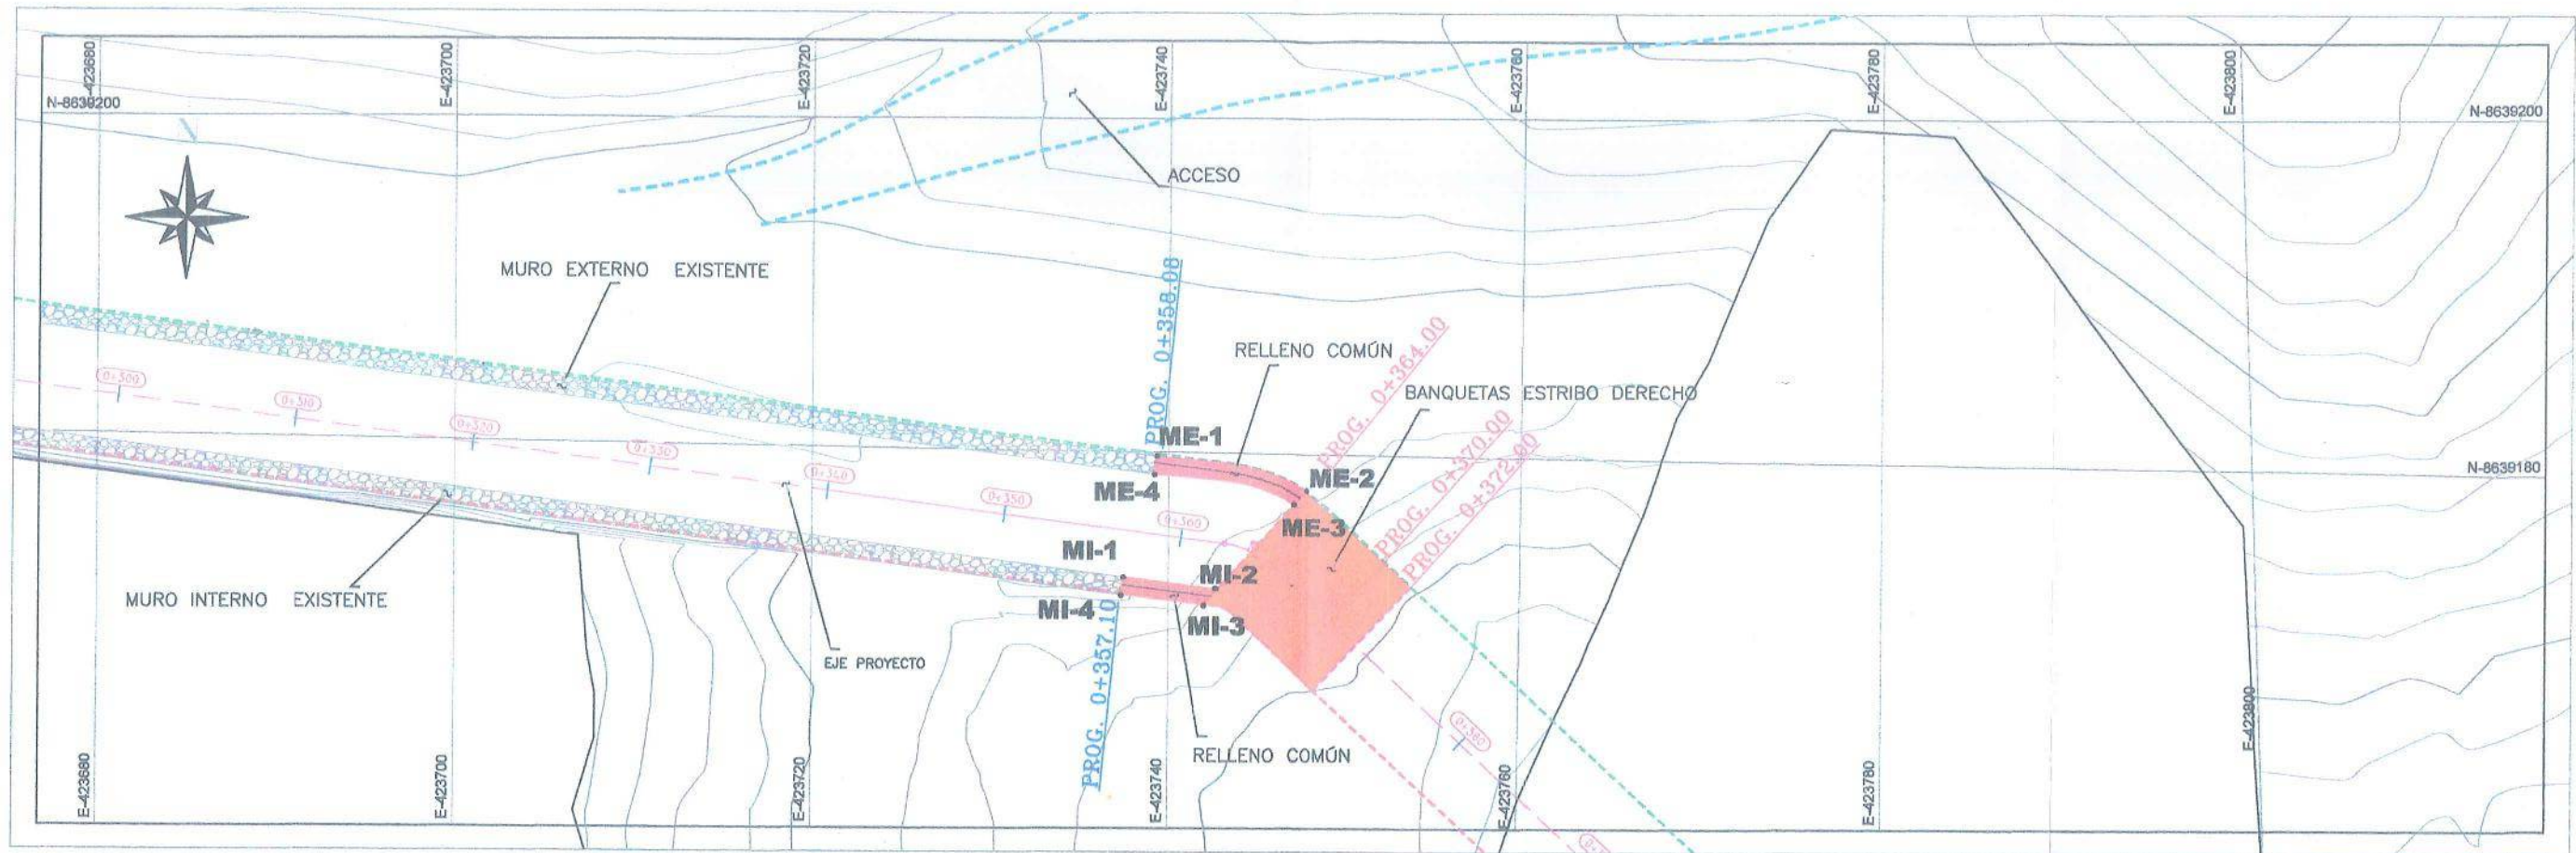 E-423680
E-423700
E-423720
E-423740
E-423760
E-423780
E-423800
N-8639200
N-8639200
ACCESO
MURO EXTERNO EXISTENTE
PROG. 0+358.08
RELLENO COMÚN
PROG. 0+364.00
BANQUETAS ESTRIBO DERECHO
PROG. 0+370.00
PROG. 0+372.00
0+300
0+310
0+320
0+330
0+340
0+350
0+360
ME-1
ME-2
ME-4
ME-3
N-8639180
MI-1
MI-2
MI-4
MI-3
MURO INTERNO EXISTENTE
PROG. 0+357.10
EJE PROYECTO
RELLENO COMÚN
0+380
E-423680
E-423700
E-423720
E-423740
E-423760
E-423780
E-423800